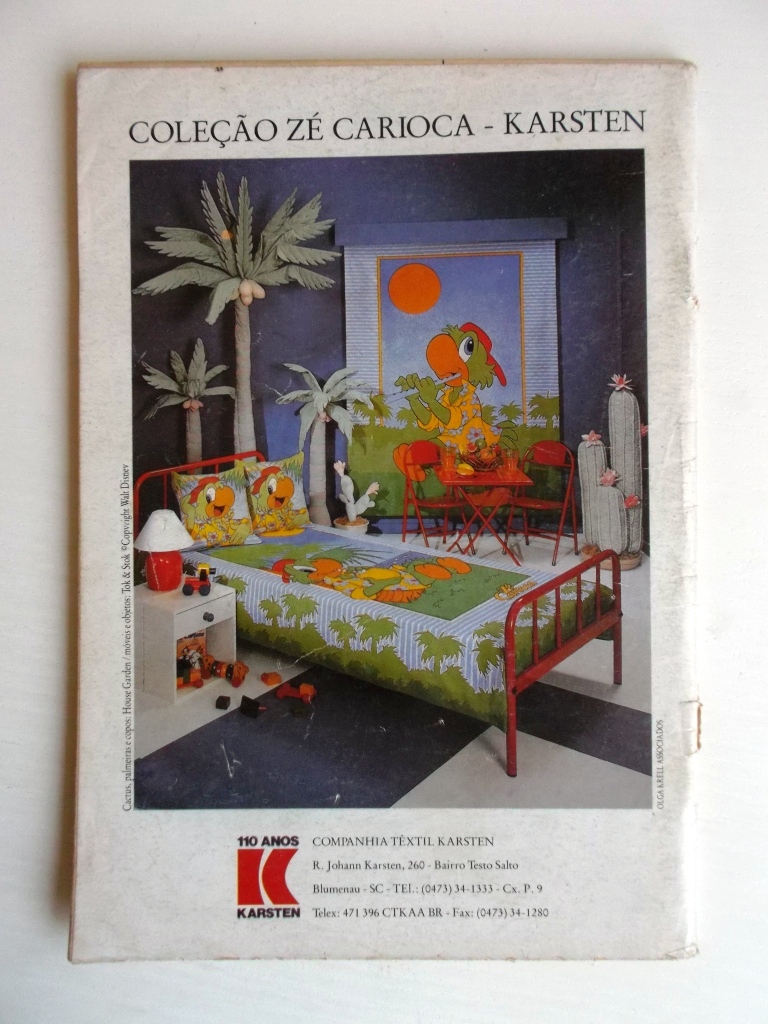 COLEÇÃO ZÉ CARIOCA - KARSTEN
Cactus, palmeiras e copos: House Garden / móveis e objetos: Tok & Stok ©Copyright Walt Disney
OLGA KRELL ASSOCIADOS
110 ANOS
KARSTEN
COMPANHIA TÊXTIL KARSTEN
R. Johann Karsten, 260 - Bairro Testo Salto
Blumenau - SC - TEL.: (0473) 34-1333 - Cx. P. 9
Telex: 471 396 CTKAA BR - Fax: (0473) 34-1280